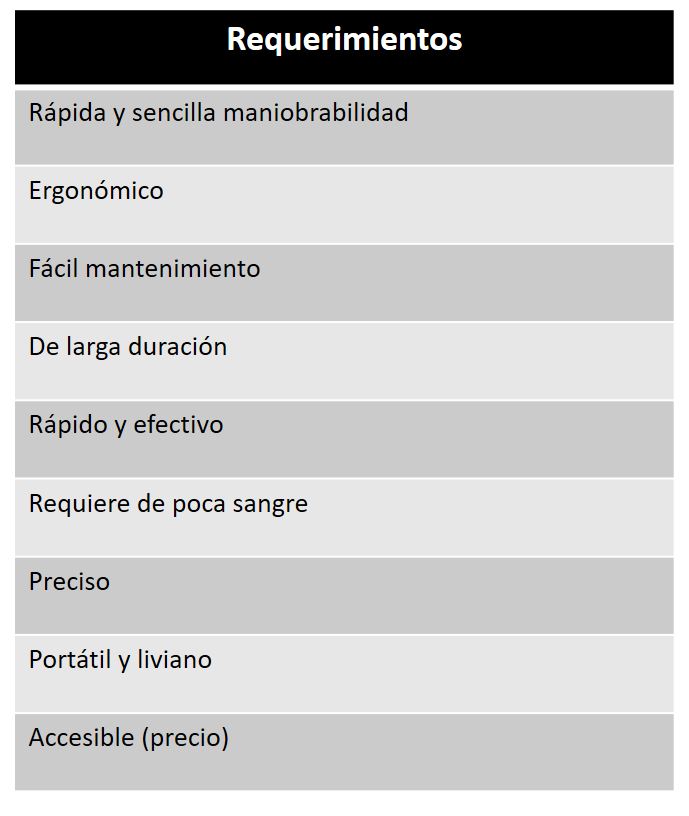 Requerimientos
Rápida y sencilla maniobrabilidad
Ergonómico
Fácil mantenimiento
De larga duración
Rápido y efectivo
Requiere de poca sangre
Preciso
Portátil y liviano
Accesible (precio)